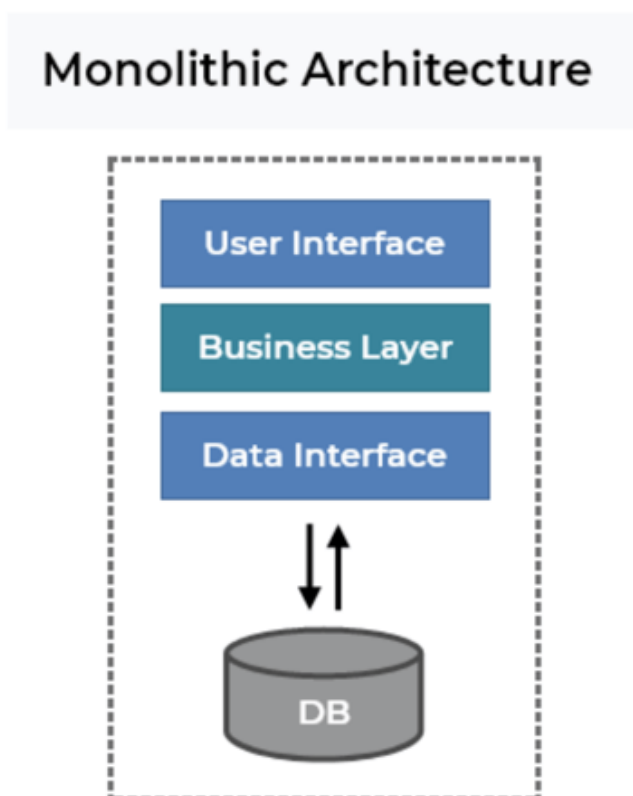 Monolithic Architecture
User Interface
Business Layer
Data Interface
DB